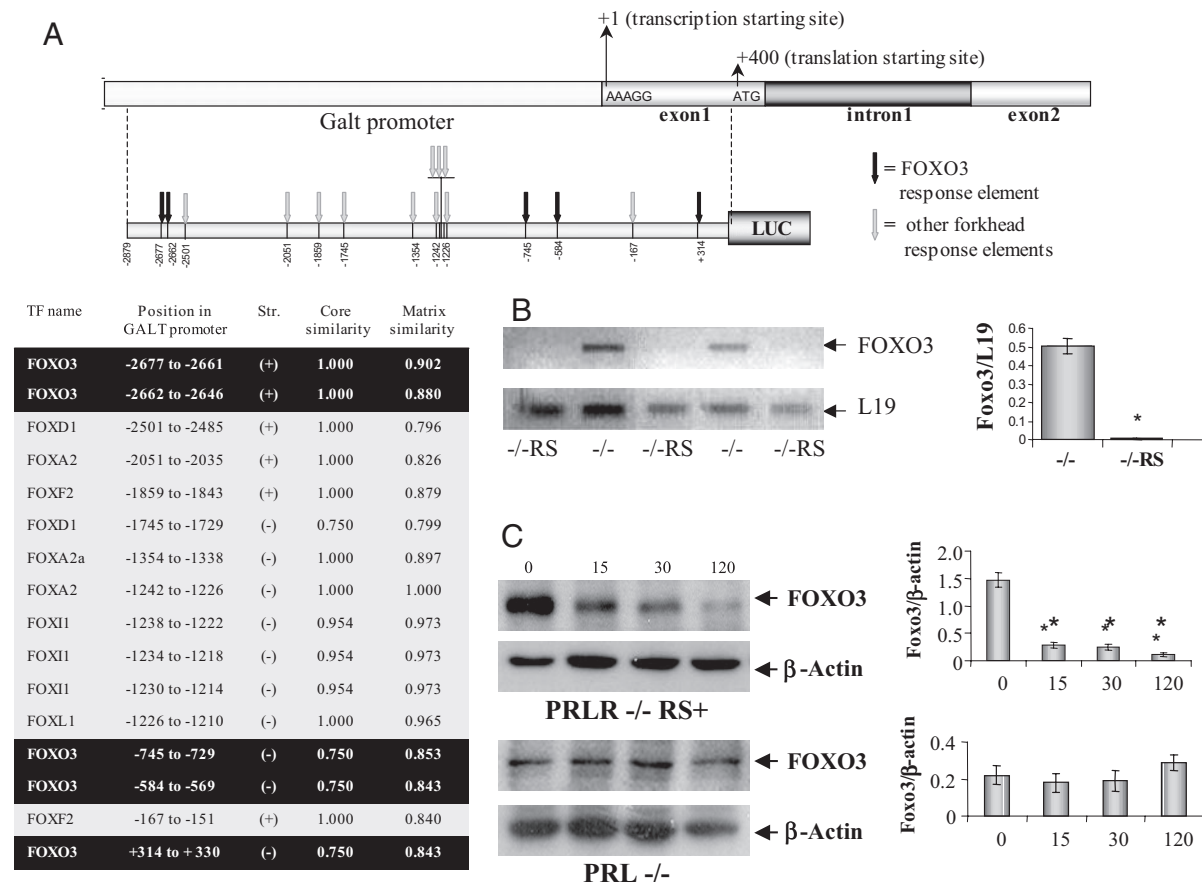 A
+1 (transcription starting site)
+400 (translation starting site)
AAAGG
ATG
exon1
intron1
exon2
Galt promoter
= FOXO3
response element
= other forkhead
response elements
LUC
-2879
-2677
-2662
-2501
-2051
-1859
-1745
-1354
-1242
-1226
-745
-584
-167
+314
TF name Position in GALT promoter Str. Core similarity Matrix similarity
FOXO3 -2677 to -2661 (+) 1.000 0.902
FOXO3 -2662 to -2646 (+) 1.000 0.880
FOXD1 -2501 to -2485 (+) 1.000 0.796
FOXA2 -2051 to -2035 (+) 1.000 0.826
FOXF2 -1859 to -1843 (+) 1.000 0.879
FOXD1 -1745 to -1729 (-) 0.750 0.799
FOXA2a -1354 to -1338 (-) 1.000 0.897
FOXA2 -1242 to -1226 (-) 1.000 1.000
FOXI1 -1238 to -1222 (-) 0.954 0.973
FOXI1 -1234 to -1218 (-) 0.954 0.973
FOXI1 -1230 to -1214 (-) 0.954 0.973
FOXL1 -1226 to -1210 (-) 1.000 0.965
FOXO3 -745 to -729 (-) 0.750 0.853
FOXO3 -584 to -569 (-) 0.750 0.843
FOXF2 -167 to -151 (+) 1.000 0.840
FOXO3 +314 to + 330 (-) 0.750 0.843
B
FOXO3
L19
-/-RS -/- -/-RS -/- -/-RS
Foxo3/L19
0.6
0.5
0.4
0.3
0.2
0.1
0
*
-/- -/-RS
C
0 15 30 120
FOXO3
β-Actin
PRLR -/- RS+
Foxo3/β-actin
2.0
1.5
1.0
0.5
0
* * * * * *
0 15 30 120
FOXO3
β-Actin
PRL -/-
Foxo3/β-actin
0.4
0.2
0
0 15 30 120